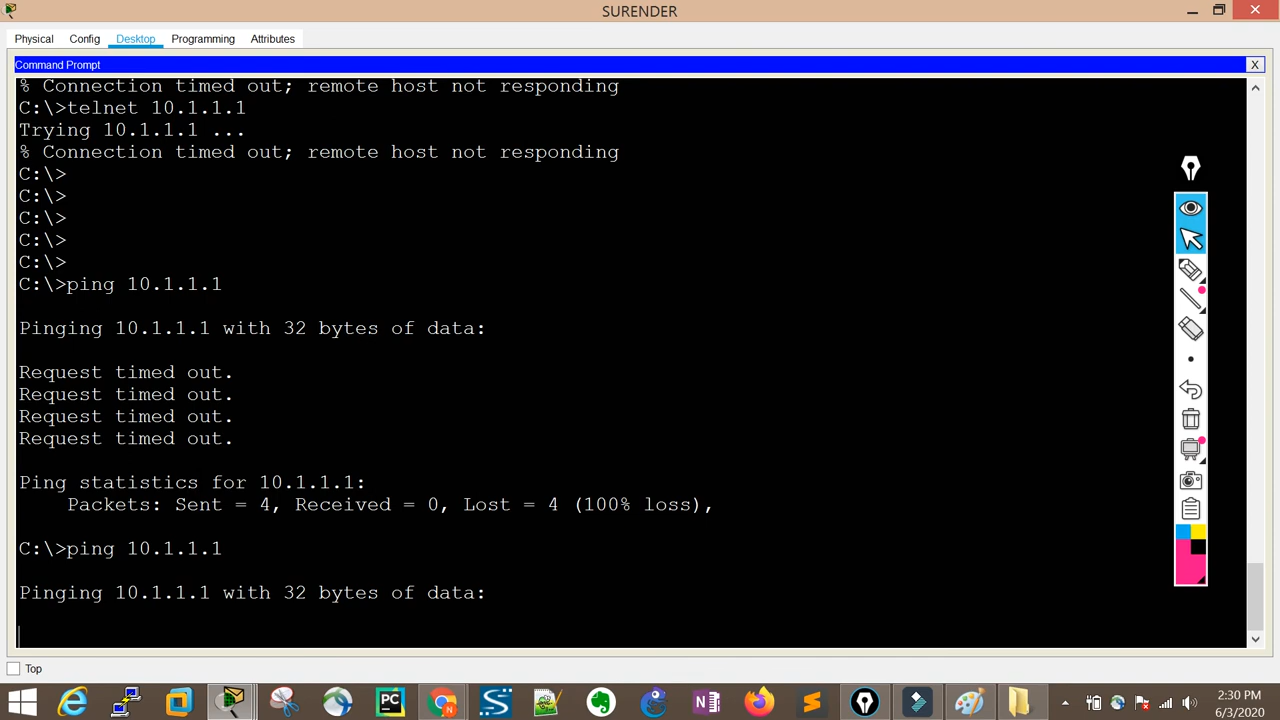 SURENDER
Physical Config Desktop Programming Attributes
Command Prompt X
% Connection timed out; remote host not responding
C:\>telnet 10.1.1.1
Trying 10.1.1.1 ...
% Connection timed out; remote host not responding
C:\>
C:\>
C:\>
C:\>
C:\>
C:\>ping 10.1.1.1
Pinging 10.1.1.1 with 32 bytes of data:
Request timed out.
Request timed out.
Request timed out.
Request timed out.
Ping statistics for 10.1.1.1:
Packets: Sent = 4, Received = 0, Lost = 4 (100% loss),
C:\>ping 10.1.1.1
Pinging 10.1.1.1 with 32 bytes of data:
Top
PC
N
N
S
2:30 PM
6/3/2020